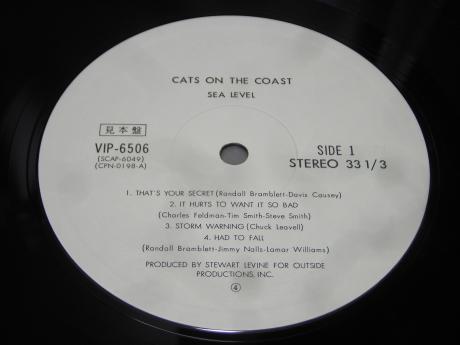 CATS ON THE COAST
SEA LEVEL
見本盤
VIP-6506
(SCAP-6049)
(CPN-0198-A)
SIDE 1
STEREO 33 1/3
1. THAT'S YOUR SECRET (Randall Bramblett-Davis Causey)
2. IT HURTS TO WANT IT SO BAD
(Charles Feldman-Tim Smith-Steve Smith)
3. STORM WARNING (Chuck Leavell)
4. HAD TO FALL
(Randall Bramblett-Jimmy Nalls-Lamar Williams)
PRODUCED BY STEWART LEVINE FOR OUTSIDE
PRODUCTIONS, INC.
④